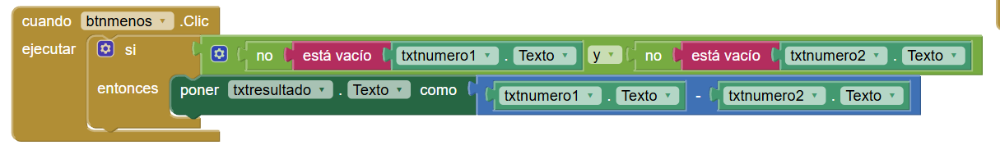 cuando btnmenos .Clic
ejecutar si no está vacío txtnumero1 . Texto y no está vacío txtnumero2 . Texto
entonces poner txtresultado . Texto como txtnumero1 . Texto - txtnumero2 . Texto